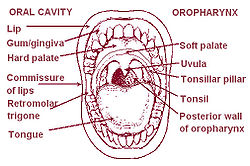 ORAL CAVITY
OROPHARYNX
Lip
Gum/gingiva
Hard palate
Commissure
of lips
Retromolar
trigone
Tongue
Soft palate
Uvula
Tonsillar pillar
Tonsil
Posterior wall
of oropharynx